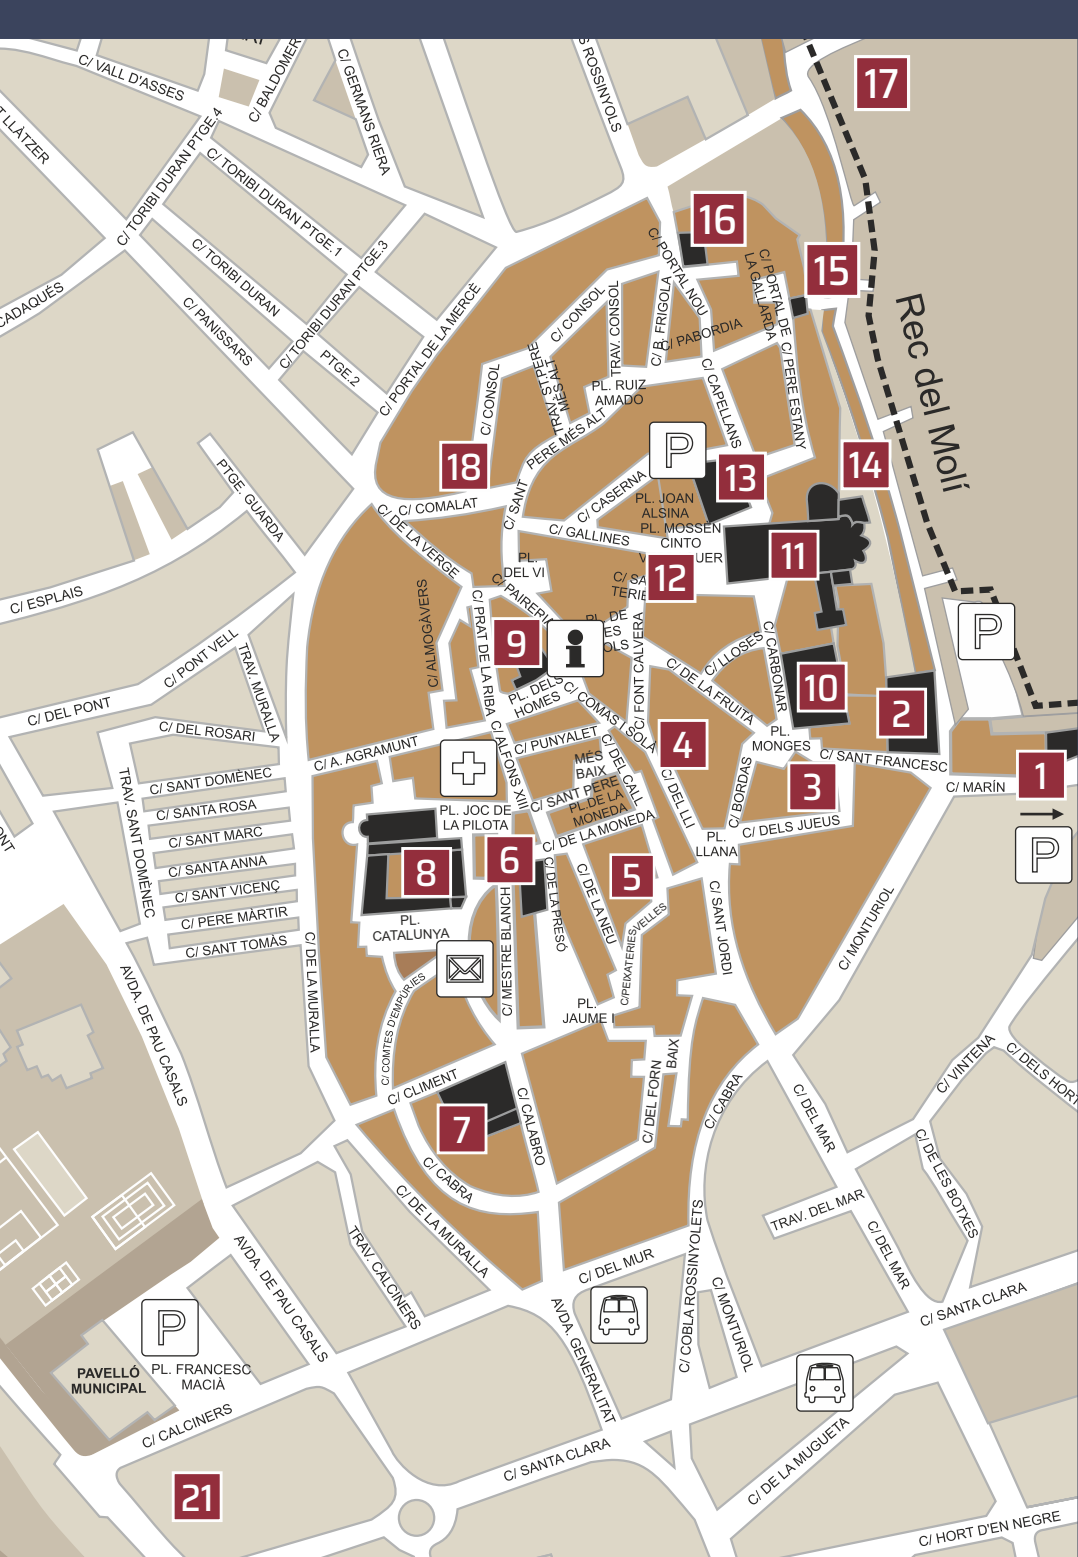 C/ VALL D'ASSES
C/ BALDOMER
C/ GERMANS RIERA
S ROSSINYOLS
17
T LLÀTZER
C/ TORIBI DURAN PTGE.4
C/ TORIBI DURAN PTGE.1
C/ TORIBI DURAN PTGE.3
C/ TORIBI DURAN
PTGE.2
CADAQUÉS
C/ PANISSARS
C/ PORTAL DE LA MERCÈ
16
C/ PORTAL NOU
15
C/ PORTAL DE
LA GALLARDA
C/ CONSOL
TRAV. CONSOL
C/ B. FRIGOLA
C/ PABORDIA
C/ PERE ESTANY
Rec del Molí
C/ CONSOL
TRAV. ST.PERE
MÉS ALT
PL. RUIZ
AMADO
C/ CAPELLANS
PERE MÉS ALT
C/ SANT
18
P
13
14
PTGE. GUARDA
C/ COMALAT
C/ CASERNA
PL. JOAN
ALSINA
C/ DE LA VERGE
C/ GALLINES
PL. MOSSÈN
CINTO
UER
11
12
C/ ESPLAIS
PL.
DEL VI
C/ PAIRERIA
C/ SA
TERIE
C/ ALMOGÀVERS
C/ PRAT DE LA RIBA
9
C/ FONT CALVERA
C/ CARBONAR
C/ LLOSES
P
C/ PONT VELL
TRAV. MURALLA
C/ DEL PONT
PL. DELS
HOMES
C/ COMAS I SOLÀ
C/ DE LA FRUITA
10
2
C/ DEL ROSARI
C/ A. AGRAMUNT
C/ ALFONS XIII
C/ PUNYALET
4
PL.
MONGES
C/ SANT FRANCESC
TRAV. SANT DOMÈNEC
C/ SANT DOMÈNEC
C/ SANTA ROSA
C/ SANT MARC
C/ SANTA ANNA
C/ SANT VICENÇ
C/ PERE MÀRTIR
C/ SANT TOMÀS
MÉS
BAIX
C/ SANT PERE
PL.DE LA
MONEDA
C/ DEL CALL
C/ DEL LLI
C/ BORDAS
3
1
C/ MARÍN
PL. JOC DE
LA PILOTA
C/ DE LA MONEDA
C/ DELS JUEUS
PL.
LLANA
P
8
6
5
C/ DE LA PRESÓ
C/ DE LA NEU
C/PEIXATERIES
VELLES
C/ SANT JORDI
C/ MONTURIOL
PL.
CATALUNYA
C/ MESTRE BLANCH
C/ COMTES D'EMPÚRIES
C/ DE LA MURALLA
AVDA. DE PAU CASALS
PL.
JAUME I
C/ DEL FORN
BAIX
C/ CLIMENT
7
C/ CALABRO
C/ CABRA
C/ CABRA
C/ VINTENA
C/ DELS HORT
C/ DEL MAR
C/ DE LES BOTXES
C/ DE LA MURALLA
TRAV. DEL MAR
C/ DEL MAR
AVDA. DE PAU CASALS
TRAV. CALCINERS
C/ DEL MUR
C/ COBLA ROSSINYOLETS
C/ MONTURIOL
C/ SANTA CLARA
P
PAVELLÓ
MUNICIPAL
PL. FRANCESC
MACIÀ
AVDA. GENERALITAT
C/ CALCINERS
C/ SANTA CLARA
C/ DE LA MUGUETA
21
C/ HORT D'EN NEGRE